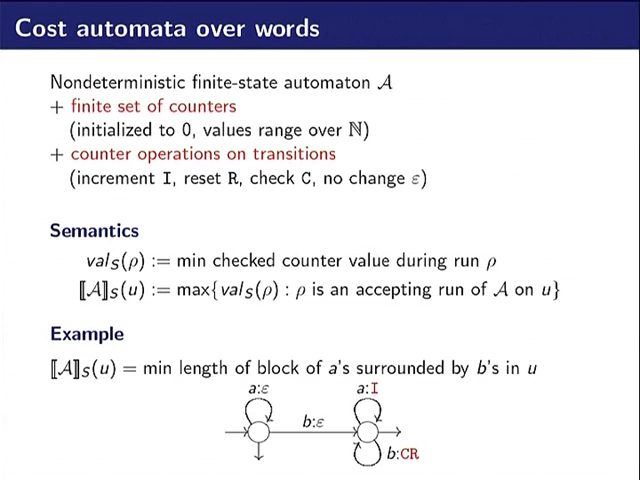 Cost automata over words
Nondeterministic finite-state automaton 𝒜
+ finite set of counters
(initialized to 0, values range over ℕ)
+ counter operations on transitions
(increment I, reset R, check C, no change ε)
Semantics
val_S(ρ) := min checked counter value during run ρ
⟦𝒜⟧_S(u) := max{val_S(ρ) : ρ is an accepting run of 𝒜 on u}
Example
⟦𝒜⟧_S(u) = min length of block of a's surrounded by b's in u
a:ε a:I
b:ε
b:CR